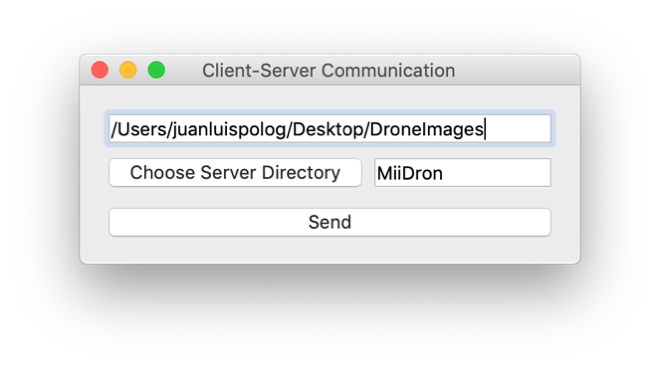 Client-Server Communication
/Users/juanluispolog/Desktop/DroneImages
Choose Server Directory MiiDron
Send